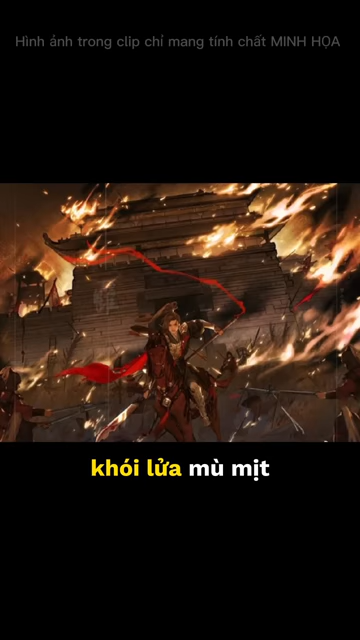 Hình ảnh trong clip chỉ mang tính chất MINH HỌA
khói lửa mù mịt